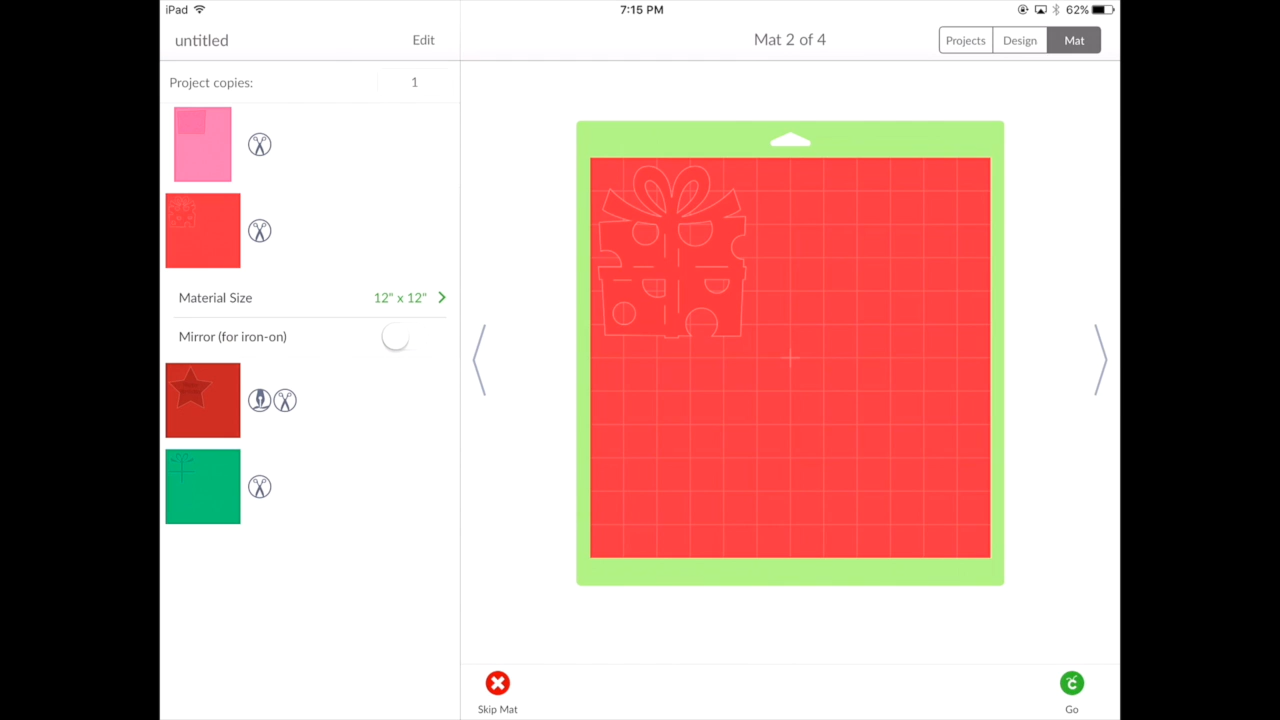 iPad 7:15 PM 62%
untitled Edit Mat 2 of 4 Projects Design Mat
Project copies: 1
Material Size 12" x 12"
Mirror (for iron-on)
Skip Mat Go